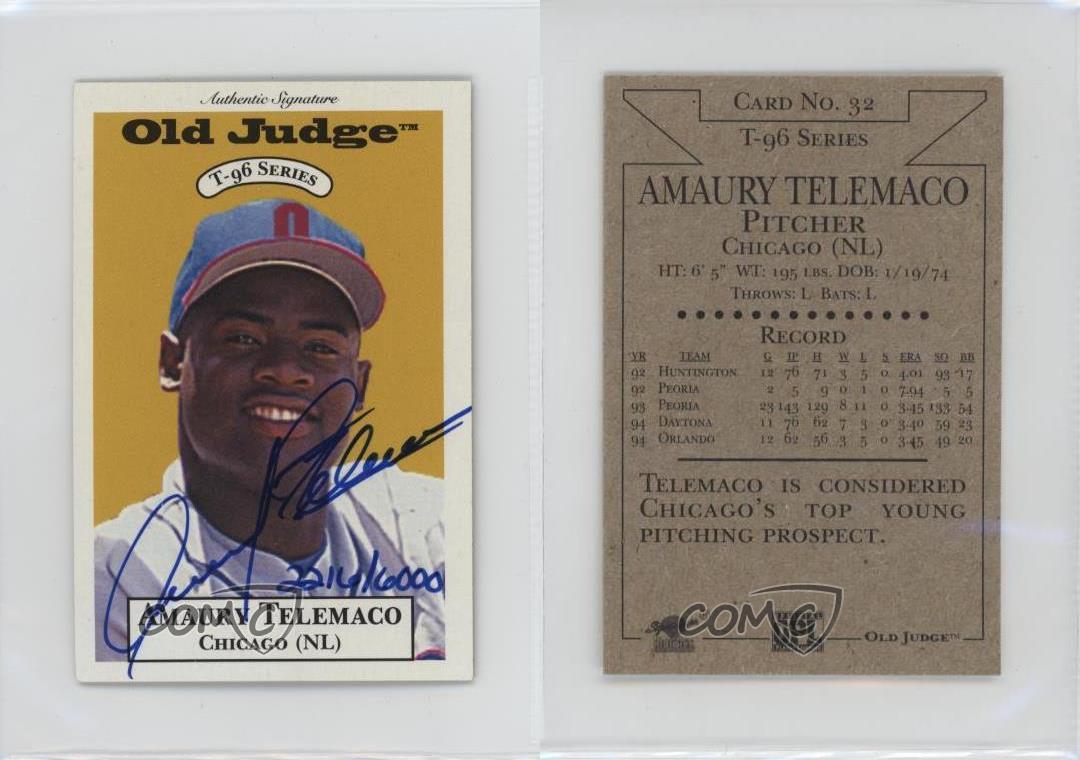 Authentic Signature
Old Judge™
T-96 Series
Amaury Telemaco
2216/6000
Amaury Telemaco
Chicago (NL)
COMC
Card No. 32
T-96 Series
Amaury Telemaco
Pitcher
Chicago (NL)
HT: 6' 5" WT: 195 lbs. DOB: 1/19/74
Throws: L Bats: L
Record
YR TEAM G IP H W L S ERA SO BB
92 Huntington 12 76 71 3 5 0 4.01 93 17
92 Peoria 2 5 9 0 1 0 7.94 5 5
93 Peoria 23 143 129 8 11 0 3.45 133 54
94 Daytona 11 76 62 7 3 0 3.40 59 23
94 Orlando 12 62 56 3 5 0 3.45 49 20
Telemaco is considered
Chicago's top young
pitching prospect.
COMC
Old Judge™